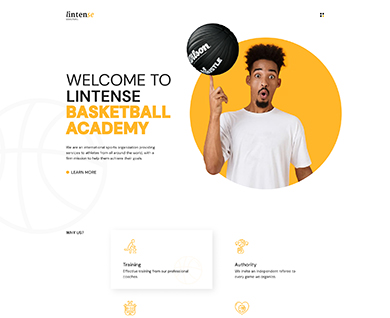 lintense
Wilson
WELCOME TO
LINTENSE
BASKETBALL
ACADEMY
We are an international sports organisation providing
services to athletes from all around the world, with a
firm mission to help them achieve their goals.
LEARN MORE
WHY US?
Training
Effective training from our professional
coaches.
Authority
We invite an independent referee to
every game we organize.